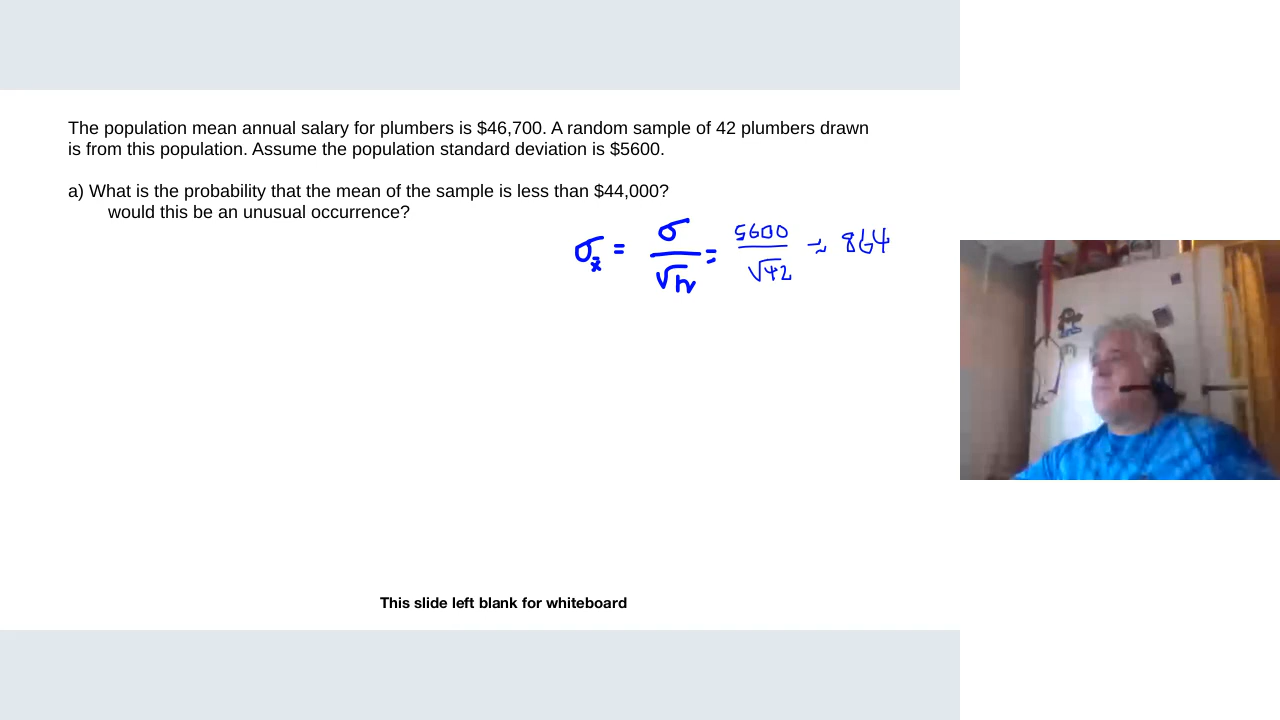 The population mean annual salary for plumbers is $46,700. A random sample of 42 plumbers drawn
is from this population. Assume the population standard deviation is $5600.
a) What is the probability that the mean of the sample is less than $44,000?
would this be an unusual occurrence?
σx̄ = σ/√n = 5600/√42 ≈ 864
This slide left blank for whiteboard